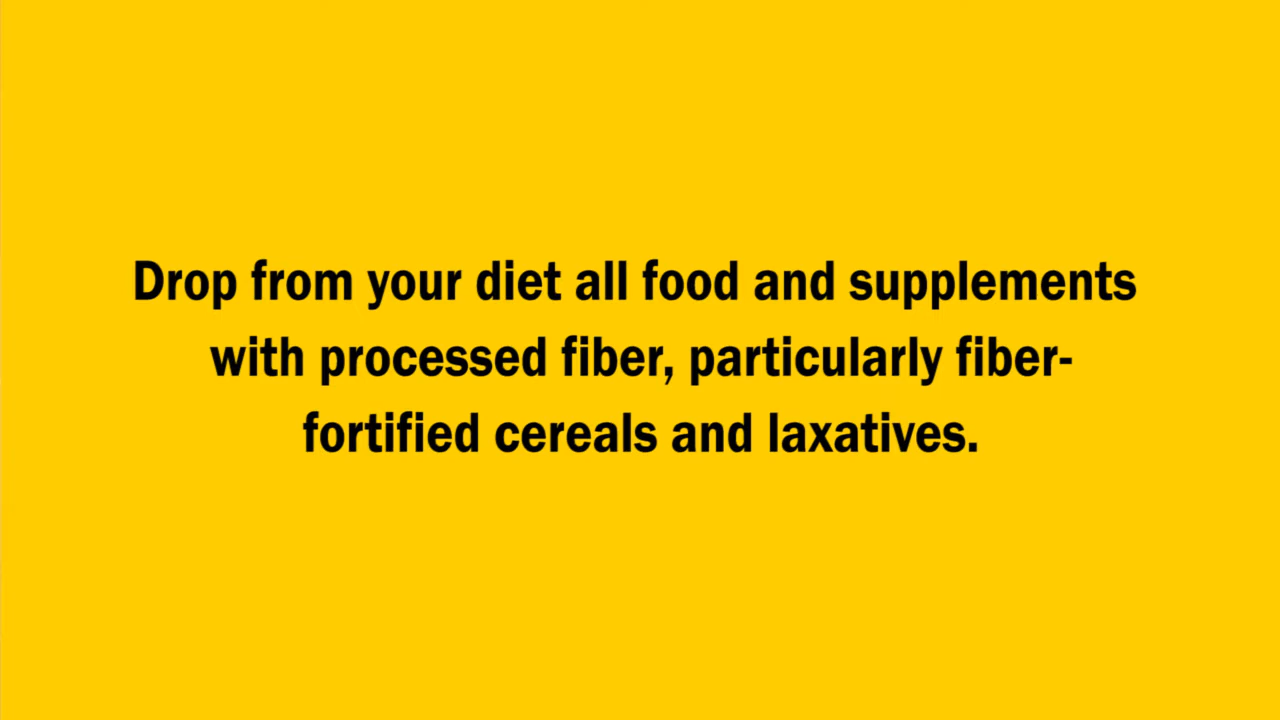 Drop from your diet all food and supplements
with processed fiber, particularly fiber-
fortified cereals and laxatives.